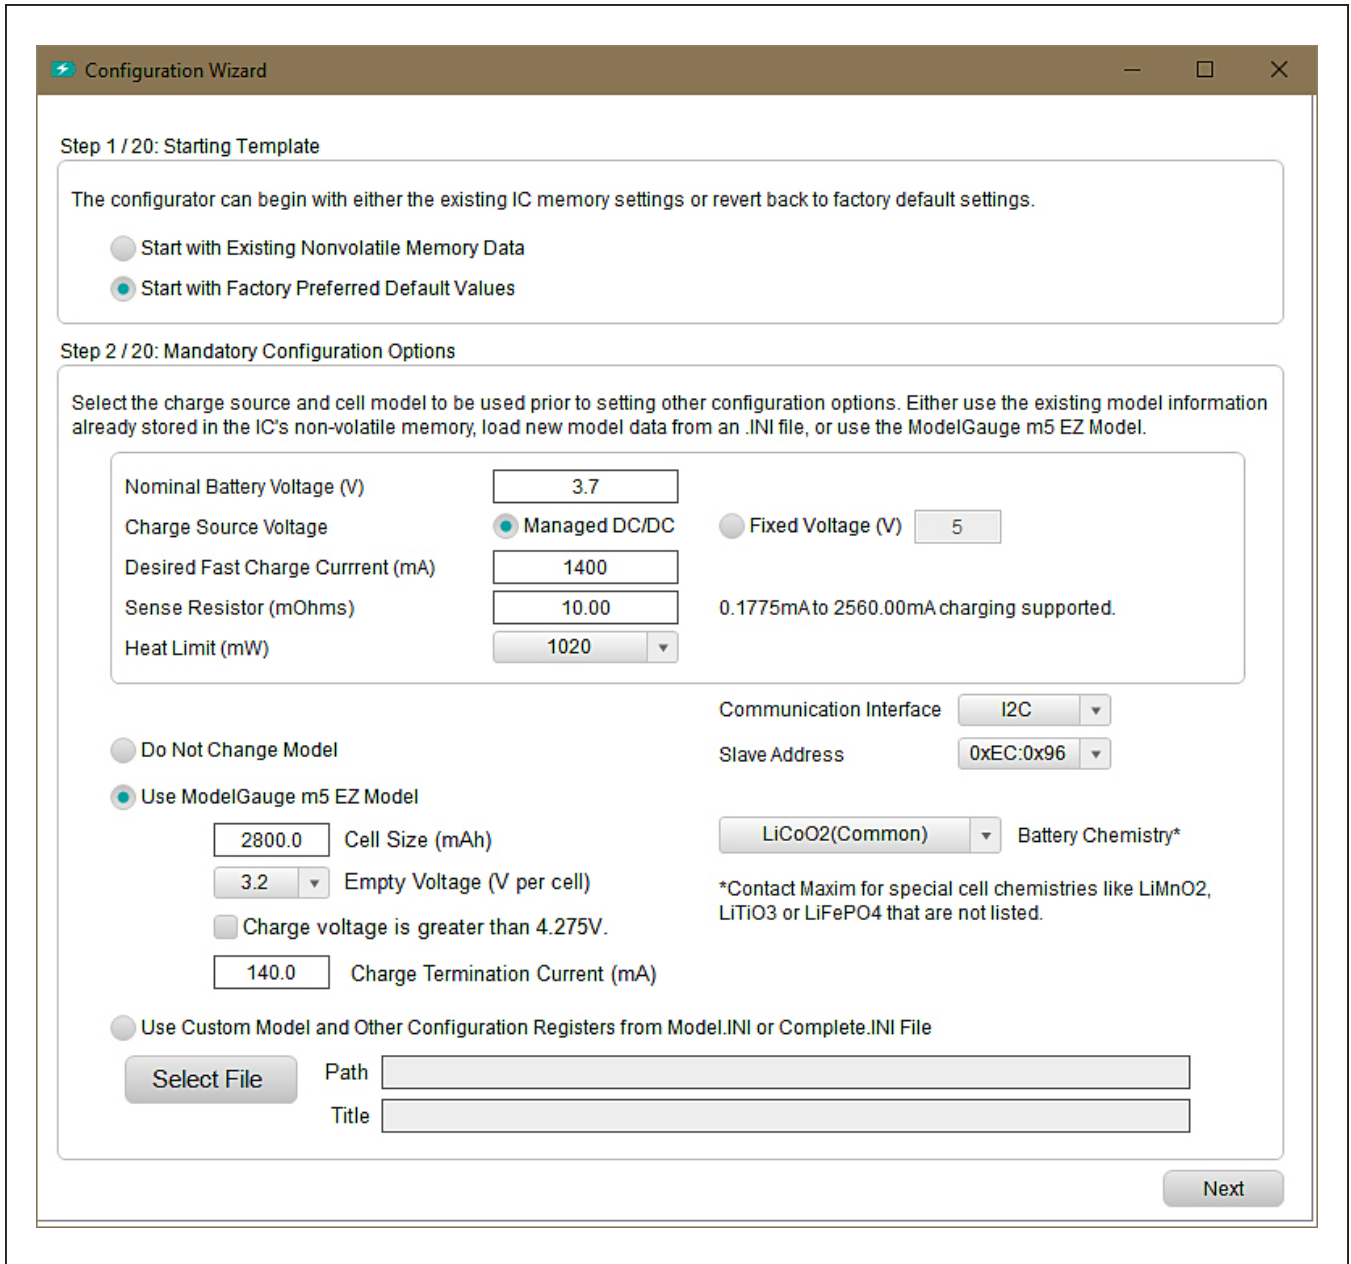 Configuration Wizard
Step 1 / 20: Starting Template
The configurator can begin with either the existing IC memory settings or revert back to factory default settings.
Start with Existing Nonvolatile Memory Data
Start with Factory Preferred Default Values
Step 2 / 20: Mandatory Configuration Options
Select the charge source and cell model to be used prior to setting other configuration options. Either use the existing model information
already stored in the IC's non-volatile memory, load new model data from an .INI file, or use the ModelGauge m5 EZ Model.
Nominal Battery Voltage (V) 3.7
Charge Source Voltage Managed DC/DC Fixed Voltage (V) 5
Desired Fast Charge Currrent (mA) 1400
Sense Resistor (mOhms) 10.00 0.1775mA to 2560.00mA charging supported.
Heat Limit (mW) 1020
Communication Interface I2C
Do Not Change Model
Slave Address 0xEC:0x96
Use ModelGauge m5 EZ Model
2800.0 Cell Size (mAh)
LiCoO2(Common) Battery Chemistry*
3.2 Empty Voltage (V per cell)
*Contact Maxim for special cell chemistries like LiMnO2,
LiTiO3 or LiFePO4 that are not listed.
Charge voltage is greater than 4.275V.
140.0 Charge Termination Current (mA)
Use Custom Model and Other Configuration Registers from Model.INI or Complete.INI File
Select File Path
Title
Next